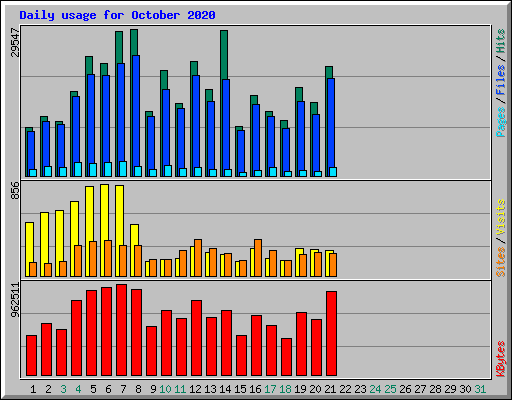 Daily usage for October 2020
29547
Pages / Files / Hits
856
Sites / Visits
962511
KBytes
1 2 3 4 5 6 7 8 9 10 11 12 13 14 15 16 17 18 19 20 21 22 23 24 25 26 27 28 29 30 31